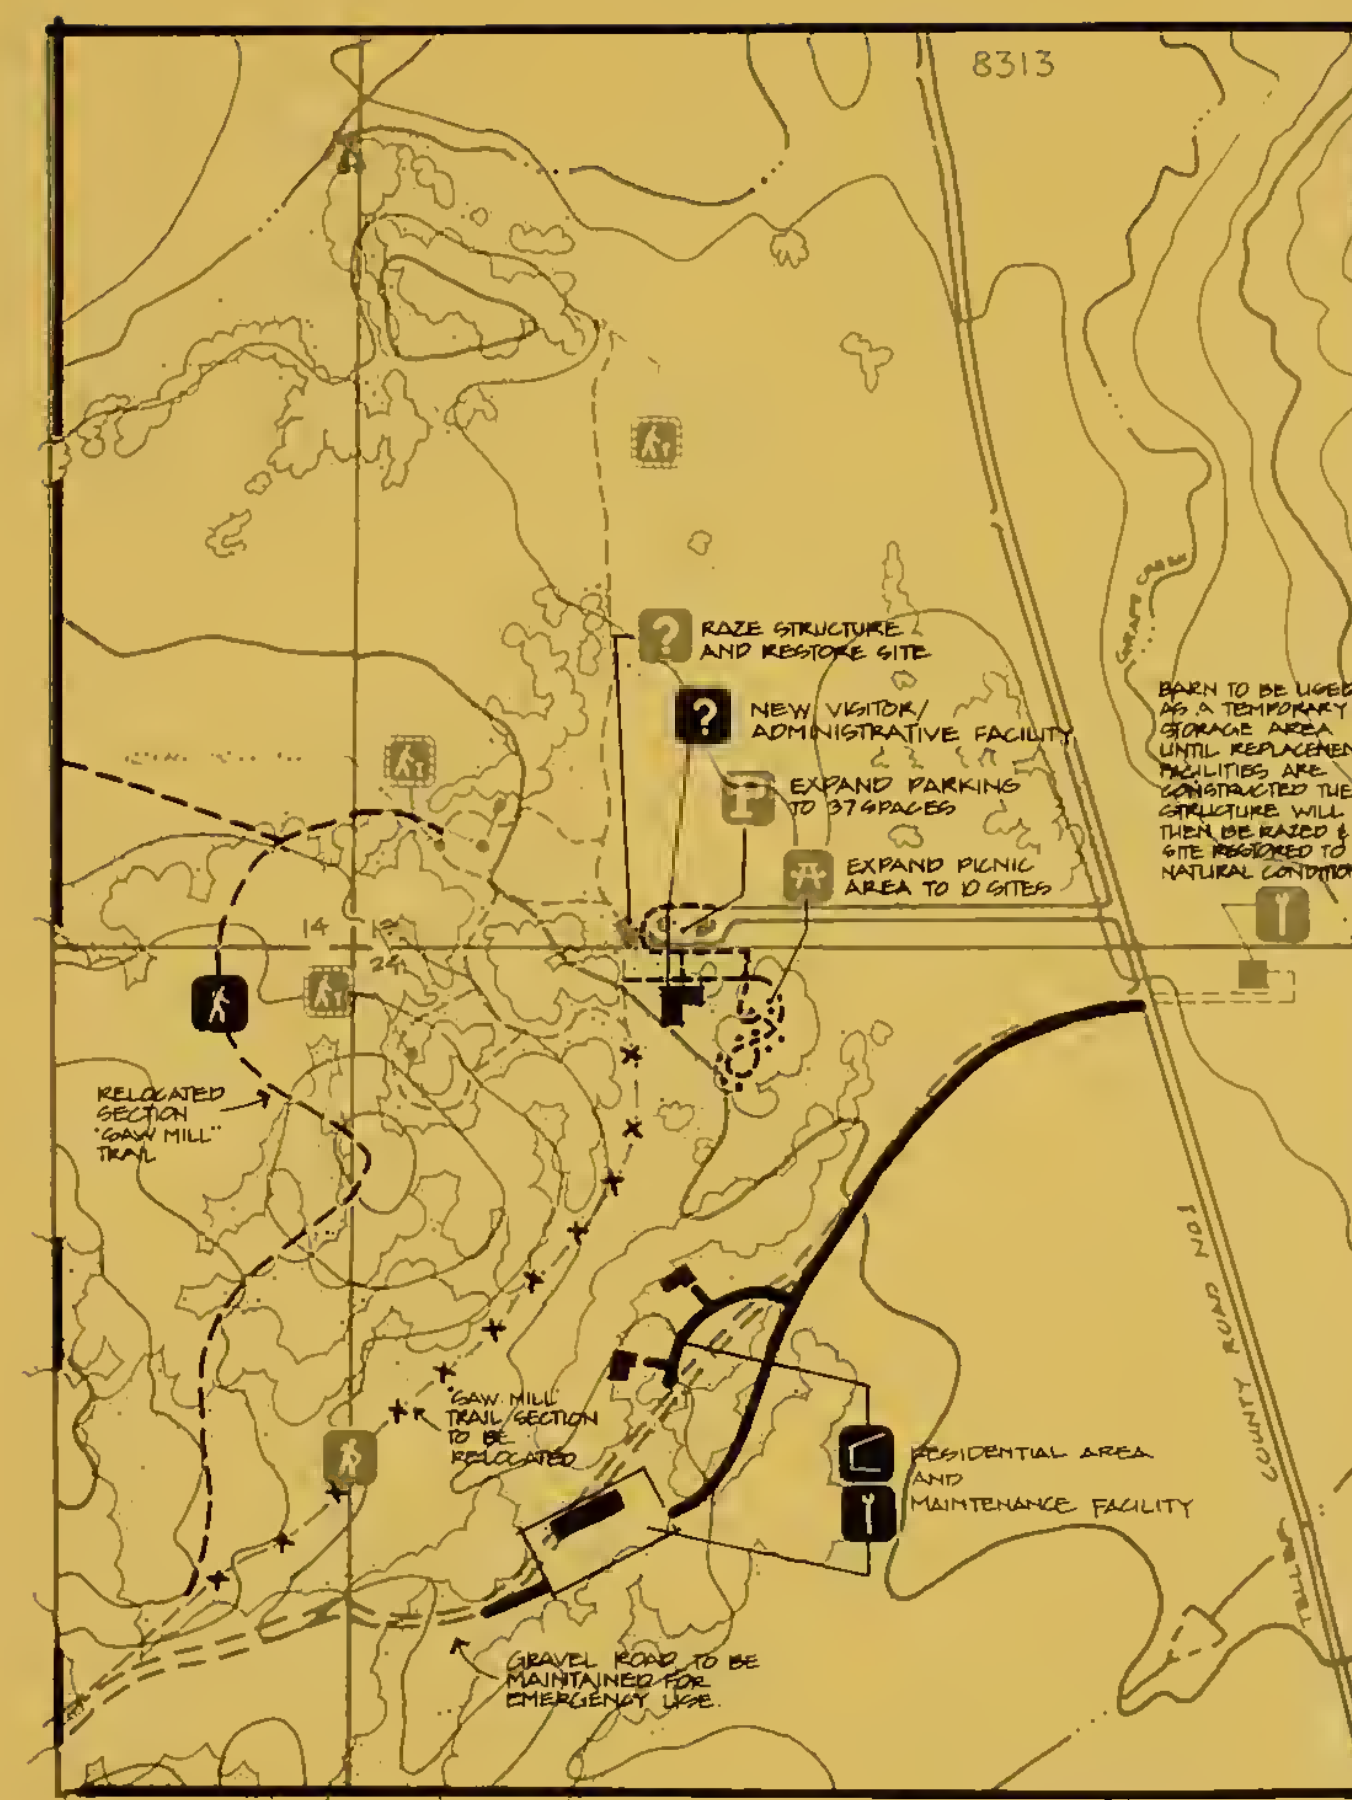 8313
RAZE STRUCTURE
AND RESTORE SITE
?
?
NEW VISITOR/
ADMINISTRATIVE FACILITY
EXPAND PARKING
TO 37 SPACES
EXPAND PICNIC
AREA TO 10 SITES
BARN TO BE USED
AS A TEMPORARY
STORAGE AREA
UNTIL REPLACEMEN
FACILITIES ARE
CONSTRUCTED THE
STRUCTURE WILL
THEN BE RAZED &
SITE RESTORED TO
NATURAL CONDITION
14
24
RELOCATED
SECTION
"SAW MILL"
TRAIL
"SAW MILL"
TRAIL SECTION
TO BE
RELOCATED
RESIDENTIAL AREA
AND
MAINTENANCE FACILITY
GRAVEL ROAD TO BE
MAINTAINED FOR
EMERGENCY USE.
COUNTY ROAD